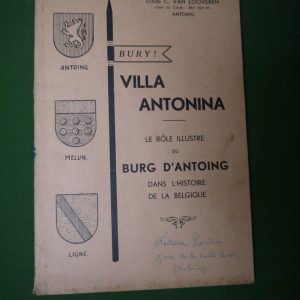 LOUIS C. VAN LOOVEREN
ANTOING
BURY!
ANTOING
VILLA
ANTONINA
LE RÔLE ILLUSTRE
DU
BURG D'ANTOING
DANS L'HISTOIRE
DE LA BELGIQUE
MELUN
LIGNE